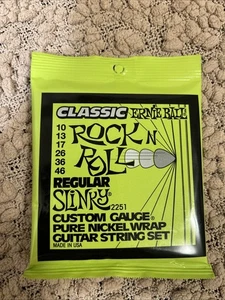 CLASSIC ERNIE BALL
10
13
17
26
36
46
ROCK N
ROLL
REGULAR
SLINKY®
2251
CUSTOM GAUGE®
PURE NICKEL WRAP
GUITAR STRING SET
MADE IN USA